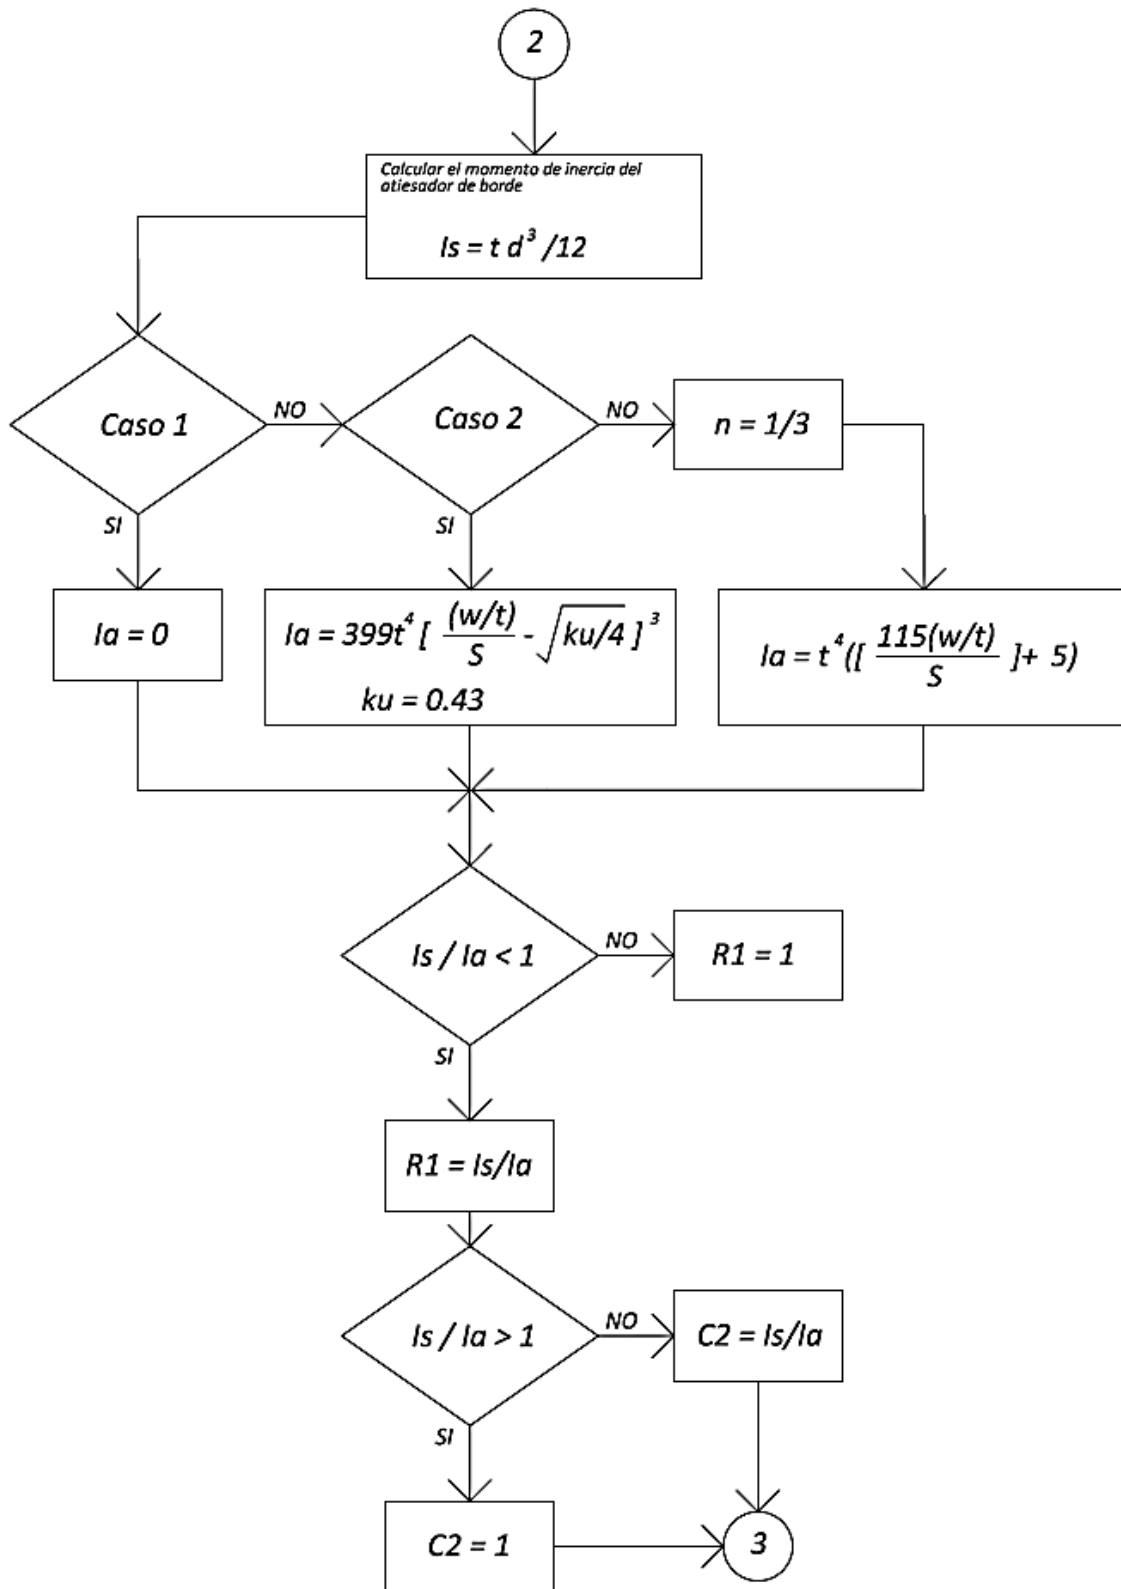 2
Calcular el momento de inercia del
atiesador de borde
Is = t d³ /12
Caso 1
NO
Caso 2
NO
n = 1/3
SI
SI
Ia = 0
Ia = 399t⁴ [ (w/t)/S - √ku/4 ]³
ku = 0.43
Ia = t⁴([ 115(w/t)/S ]+ 5)
Is / Ia < 1
NO
R1 = 1
SI
R1 = Is/Ia
Is / Ia > 1
NO
C2 = Is/Ia
SI
C2 = 1
3